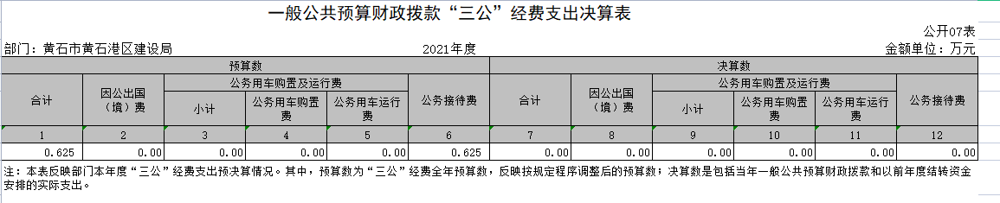 一般公共预算财政拨款“三公”经费支出决算表
公开07表
部门：黄石市黄石港区建设局 2021年度 金额单位：万元
预算数 决算数
合计 因公出国（境）费 公务用车购置及运行费 公务接待费 合计 因公出国（境）费 公务用车购置及运行费 公务接待费
小计 公务用车购置费 公务用车运行费 小计 公务用车购置费 公务用车运行费
1 2 3 4 5 6 7 8 9 10 11 12
0.625 0.00 0.00 0.00 0.00 0.625 0.00 0.00 0.00 0.00 0.00 0.00
注：本表反映部门本年度“三公”经费支出预决算情况。其中，预算数为“三公”经费全年预算数，反映按规定程序调整后的预算数；决算数是包括当年一般公共预算财政拨款和以前年度结转资金
安排的实际支出。